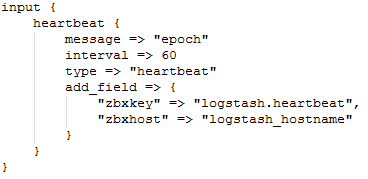 input {
    heartbeat {
        message => "epoch"
        interval => 60
        type => "heartbeat"
        add_field => {
            "zbxkey" => "logstash.heartbeat",
            "zbxhost" => "logstash_hostname"
        }
    }
}